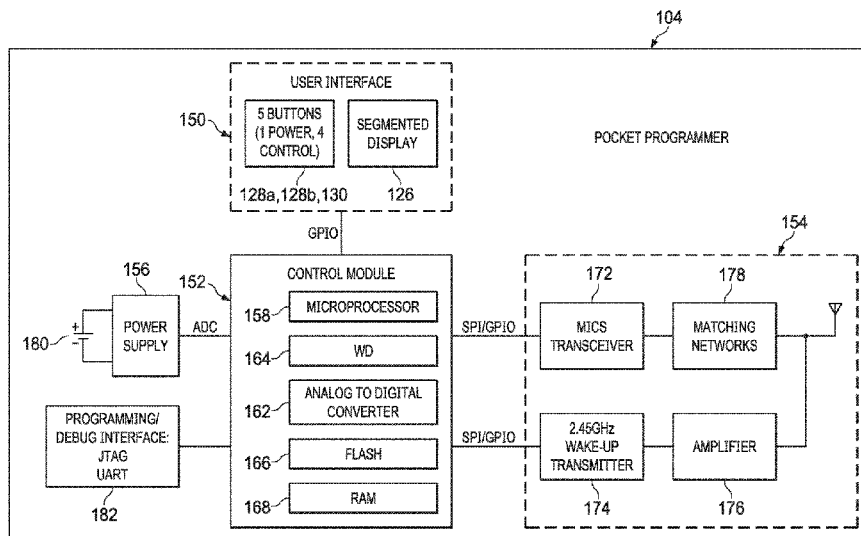 104
USER INTERFACE
150
5 BUTTONS
(1 POWER, 4
CONTROL)
SEGMENTED
DISPLAY
POCKET PROGRAMMER
128a,128b,130
126
GPIO
154
156
152
CONTROL MODULE
172
178
158
MICROPROCESSOR
180
+
-
POWER
SUPPLY
ADC
SPI/GPIO
MICS
TRANSCEIVER
MATCHING
NETWORKS
164
WD
162
ANALOG TO DIGITAL
CONVERTER
PROGRAMMING/
DEBUG INTERFACE:
JTAG
UART
SPI/GPIO
2.45GHz
WAKE-UP
TRANSMITTER
AMPLIFIER
166
FLASH
168
RAM
182
174
176